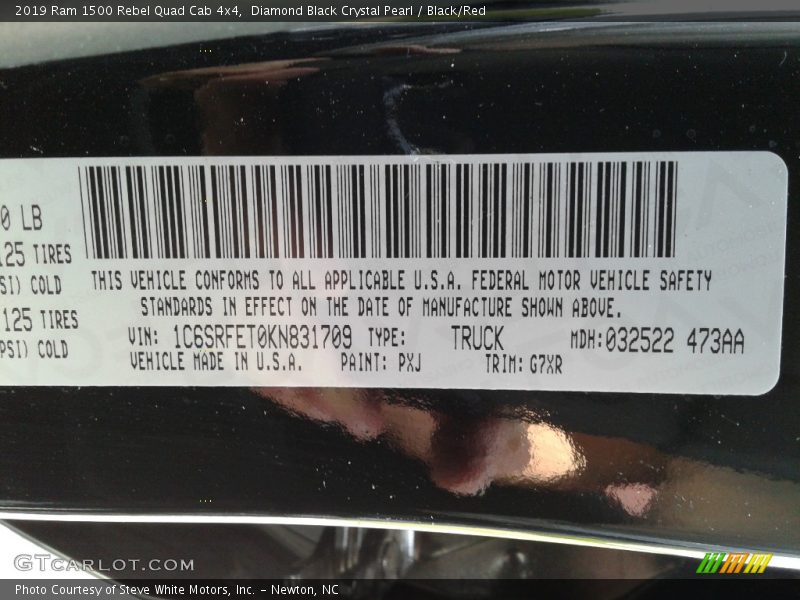 2019 Ram 1500 Rebel Quad Cab 4x4, Diamond Black Crystal Pearl / Black/Red
0 LB
125 TIRES
SI) COLD
125 TIRES
PSI) COLD
THIS VEHICLE CONFORMS TO ALL APPLICABLE U.S.A. FEDERAL MOTOR VEHICLE SAFETY
STANDARDS IN EFFECT ON THE DATE OF MANUFACTURE SHOWN ABOVE.
VIN: 1C6SRFET0KN831709 TYPE: TRUCK MDH:032522 473AA
VEHICLE MADE IN U.S.A. PAINT: PXJ TRIM: G7XR
GTCARLOT.COM
Photo Courtesy of Steve White Motors, Inc. – Newton, NC